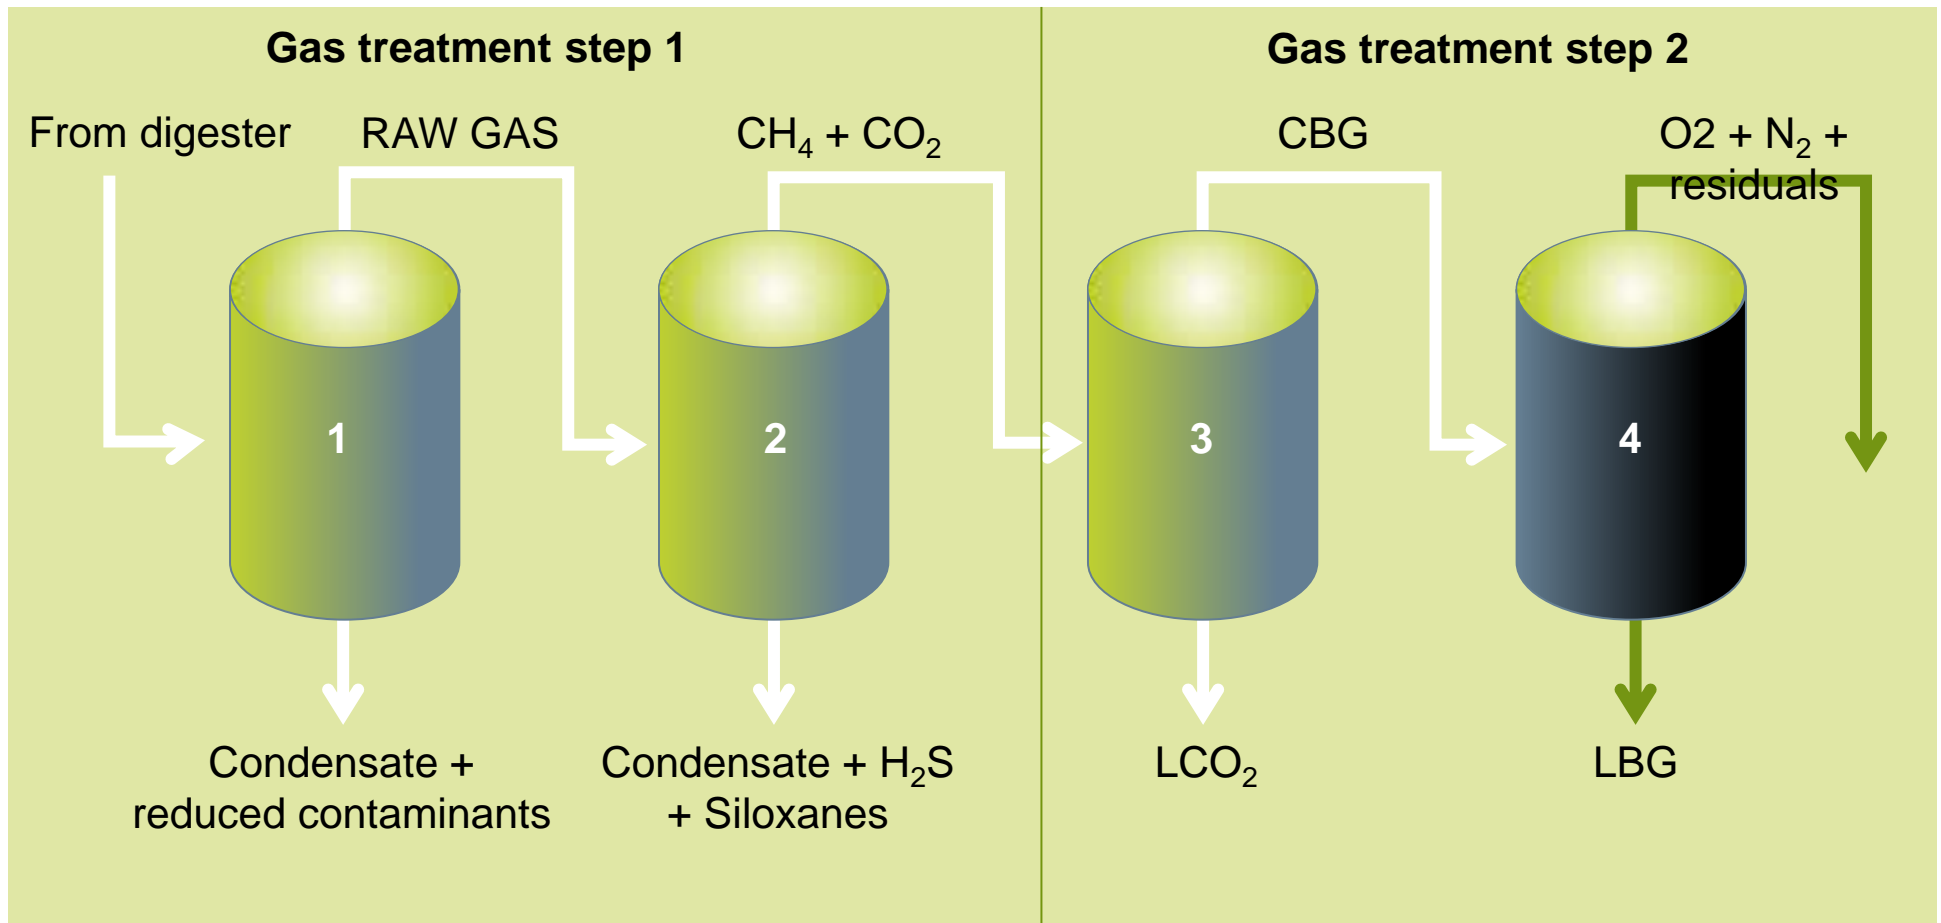 Gas treatment step 1
Gas treatment step 2
From digester
RAW GAS
CH₄ + CO₂
CBG
O2 + N₂ +
residuals
1
2
3
4
Condensate +
reduced contaminants
Condensate + H₂S
+ Siloxanes
LCO₂
LBG